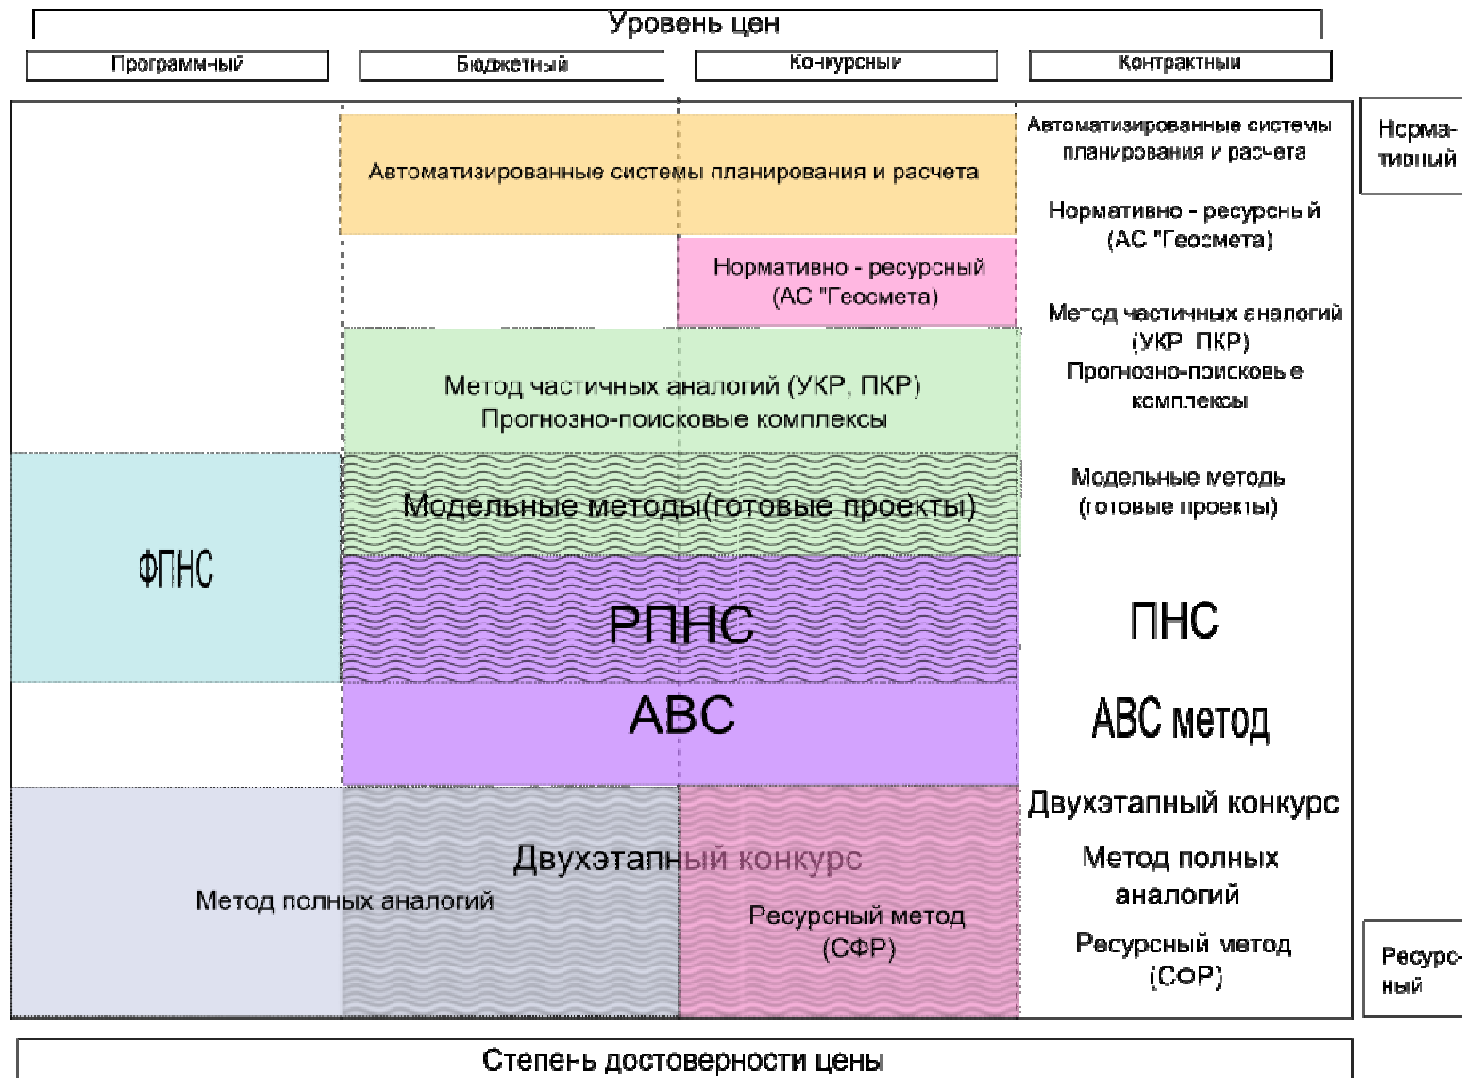 Уровень цен
Программный
Бюджетный
Конкурсный
Контрактный
Норма-
тивный
Автоматизированные системы планирования и расчета
Автоматизированные системы
планирования и расчета
Нормативно - ресурсный
(АС "Геосмета)
Нормативно - ресурсный
(АС "Геосмета)
Метод частичных аналогий (УКР, ПКР)
Прогнозно-поисковые комплексы
Метод частичных аналогий
(УКР, ПКР)
Прогнозно-поисковые
комплексы
Модельные методы(готовые проекты)
Модельные методы
(готовые проекты)
ФПНС
РПНС
ПНС
АВС
АВС метод
Двухэтапный конкурс
Двухэтапный конкурс
Метод полных аналогий
Метод полных
аналогий
Ресурсный метод
(СФР)
Ресурсный метод
(СФР)
Ресурс-
ный
Степень достоверности цены